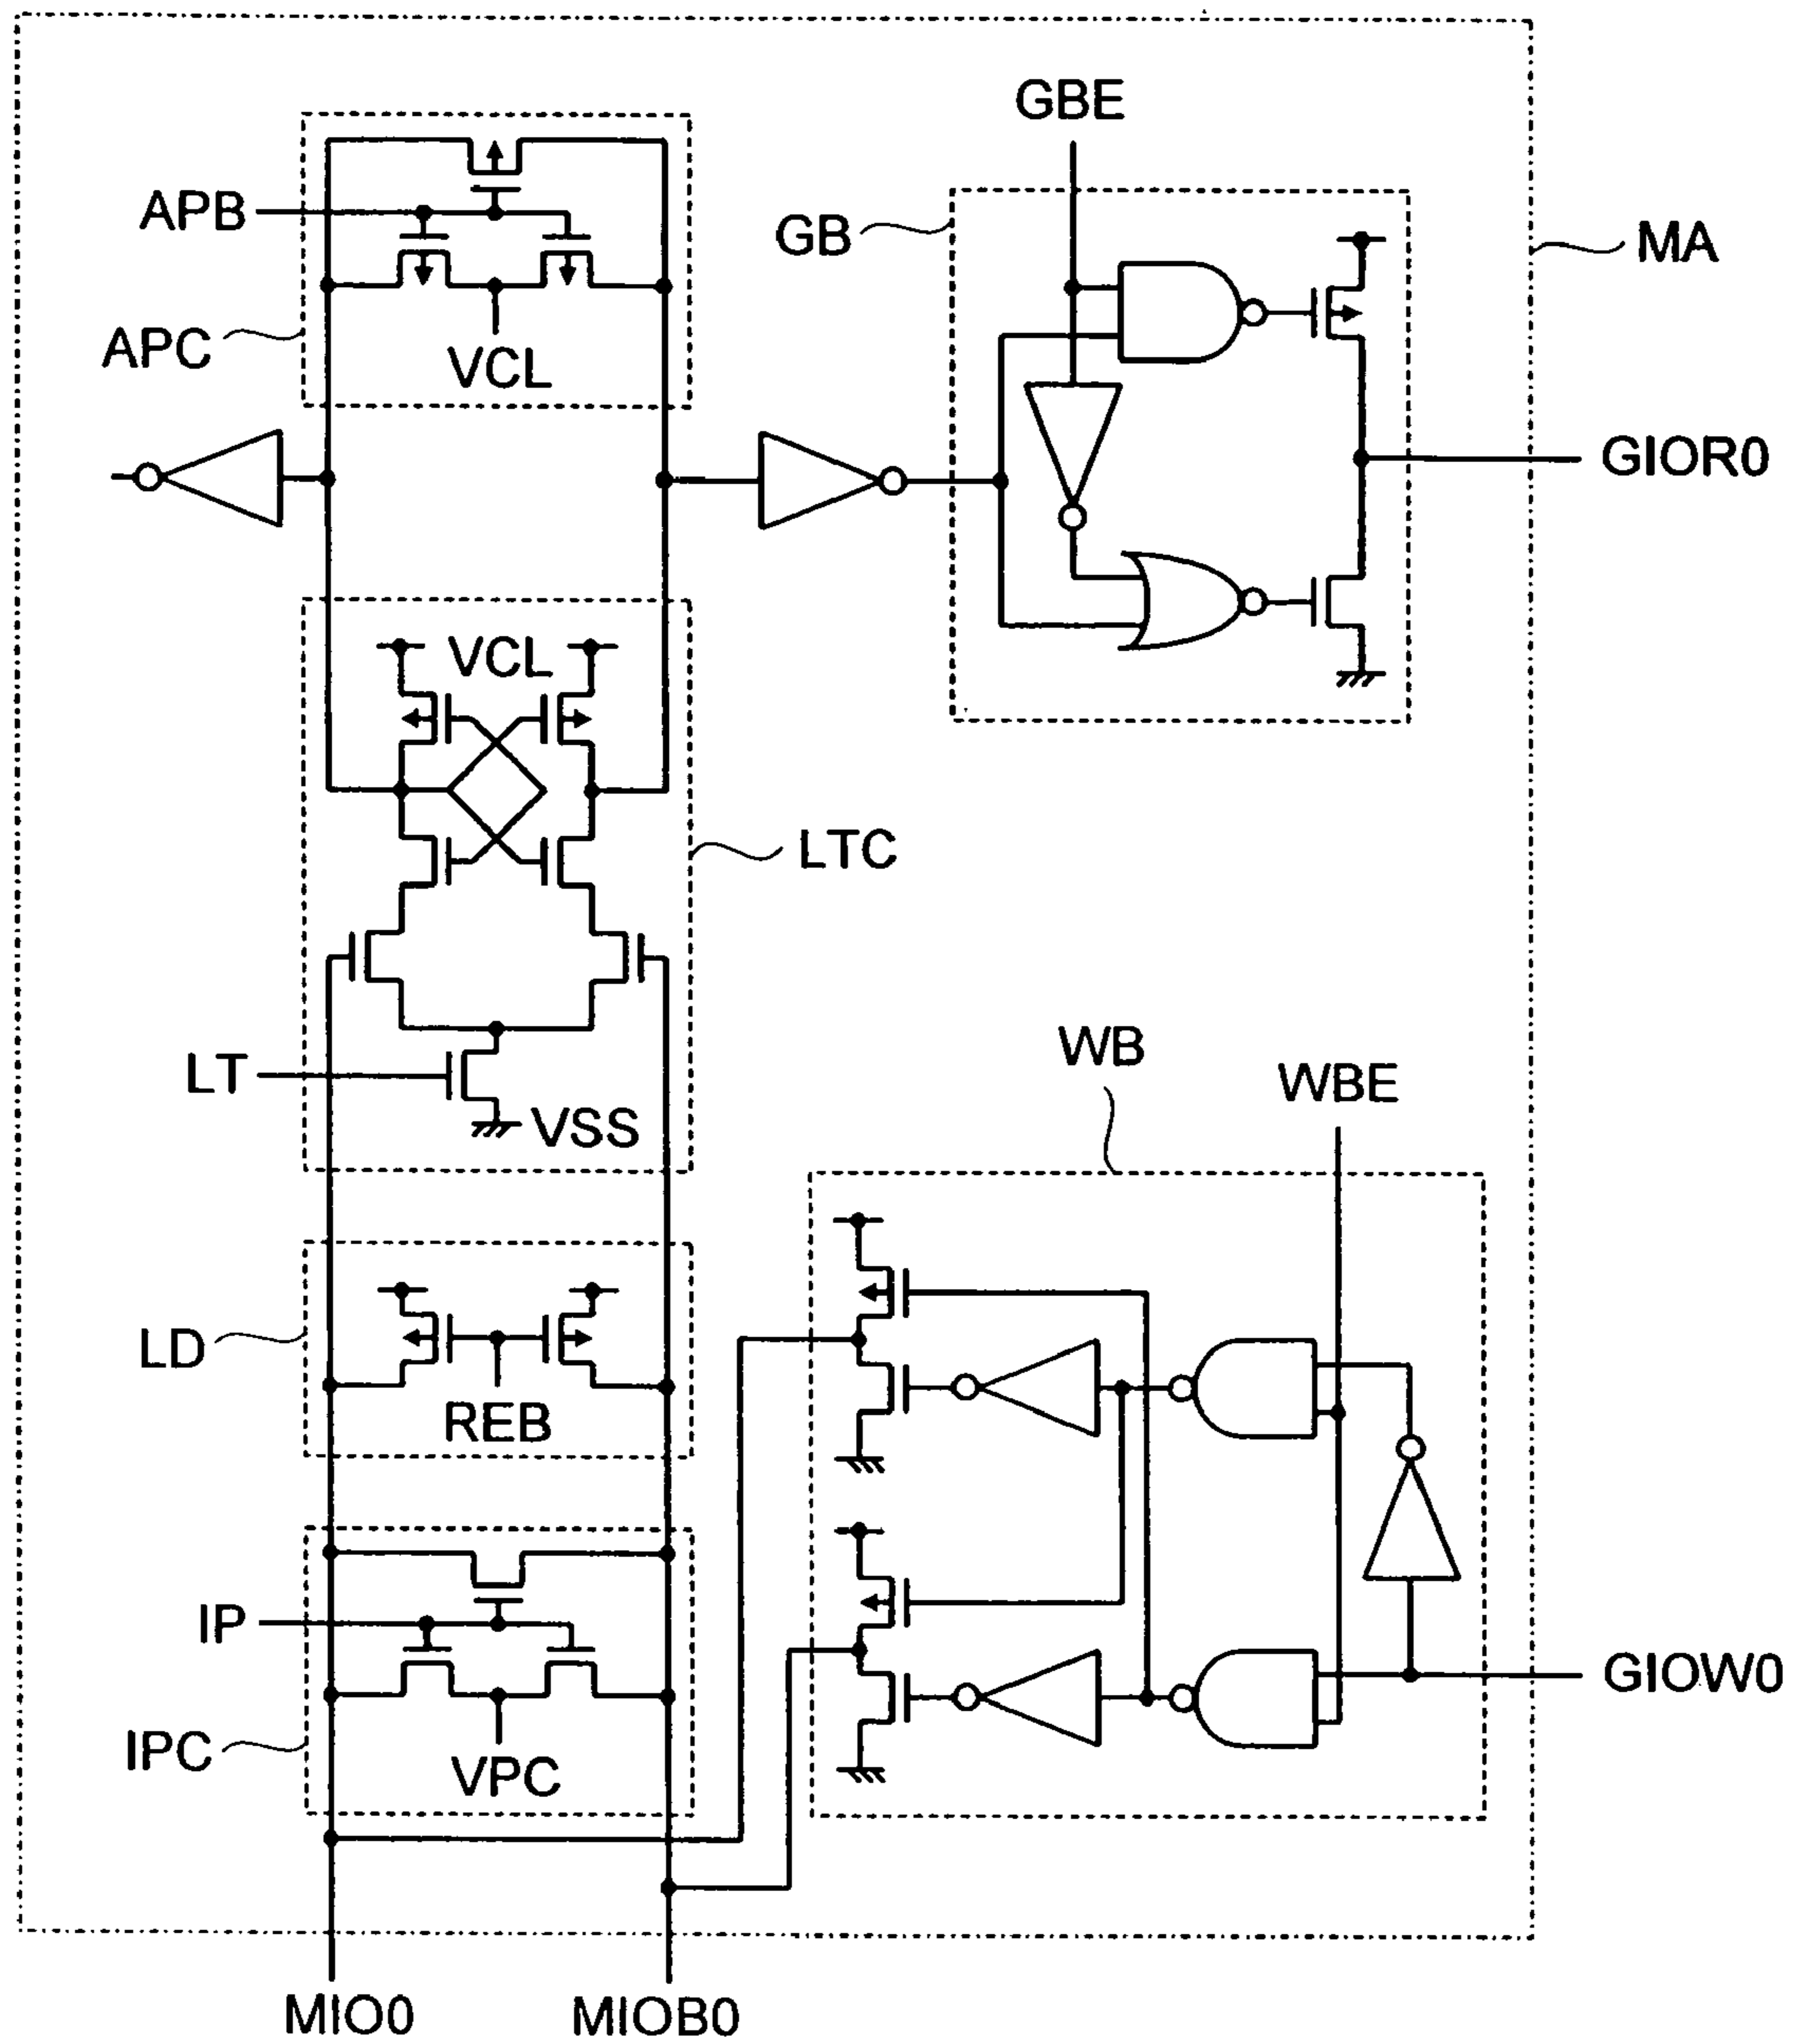 GBE
APB
GB
MA
APC
VCL
GIOR0
VCL
LTC
WB
LT
WBE
VSS
LD
REB
IP
GIOW0
IPC
VPC
MIO0
MIOB0